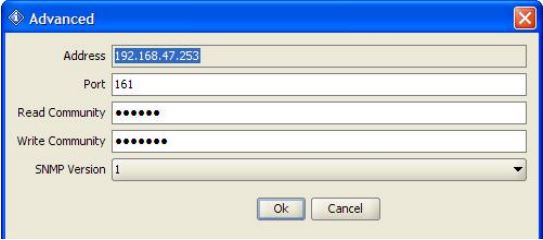 Advanced
Address 192.168.47.253
Port 161
Read Community ●●●●●●
Write Community ●●●●●●●
SNMP Version 1
Ok Cancel